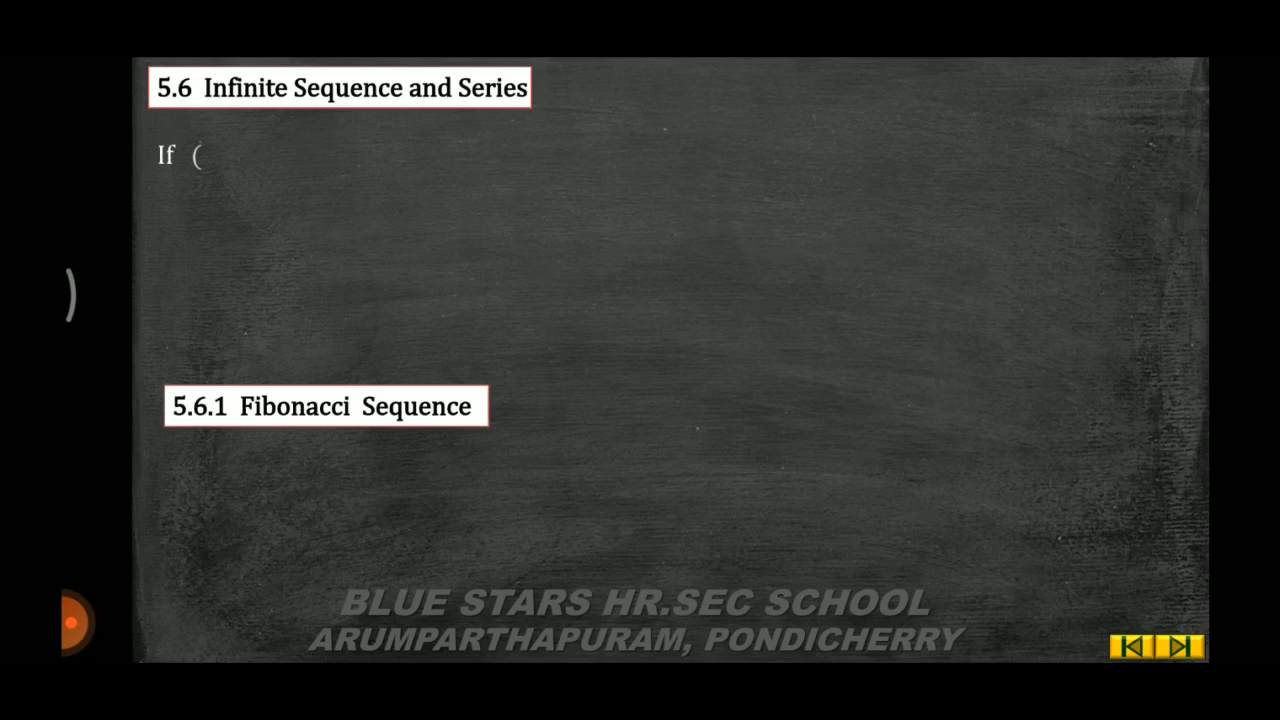 5.6 Infinite Sequence and Series
If (
5.6.1 Fibonacci Sequence
BLUE STARS HR.SEC SCHOOL
ARUMPARTHAPURAM, PONDICHERRY